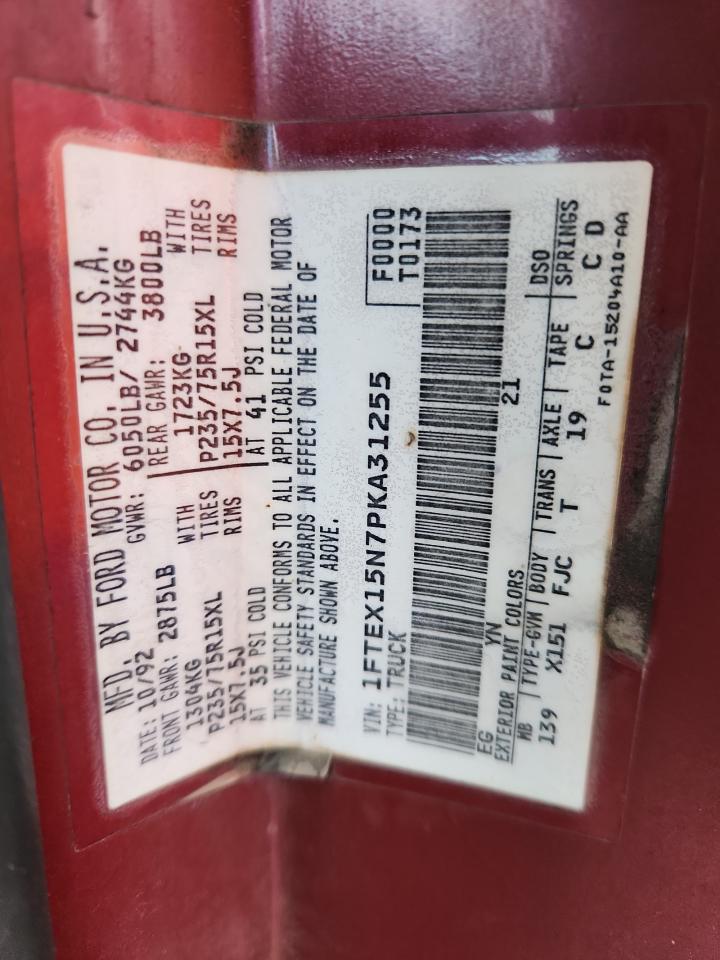 MFD. BY FORD MOTOR CO. IN U.S.A.
DATE: 10/92 GVWR: 6050LB/ 2744KG
FRONT GAWR: 2875LB REAR GAWR: 3800LB
1304KG WITH 1723KG WITH
P235/75R15XL TIRES P235/75R15XL TIRES
15X7.5J RIMS 15X7.5J RIMS
AT 35 PSI COLD AT 41 PSI COLD
THIS VEHICLE CONFORMS TO ALL APPLICABLE FEDERAL MOTOR
VEHICLE SAFETY STANDARDS IN EFFECT ON THE DATE OF
MANUFACTURE SHOWN ABOVE.
VIN: 1FTEX15N7PKA31255 F0000
TYPE: TRUCK T0173
EG YN 21
EXTERIOR PAINT COLORS DSO
WB TYPE-GVW BODY TRANS AXLE TAPE SPRINGS
139 X151 FJC T 19 C C D
F0TA-15204A10-AA